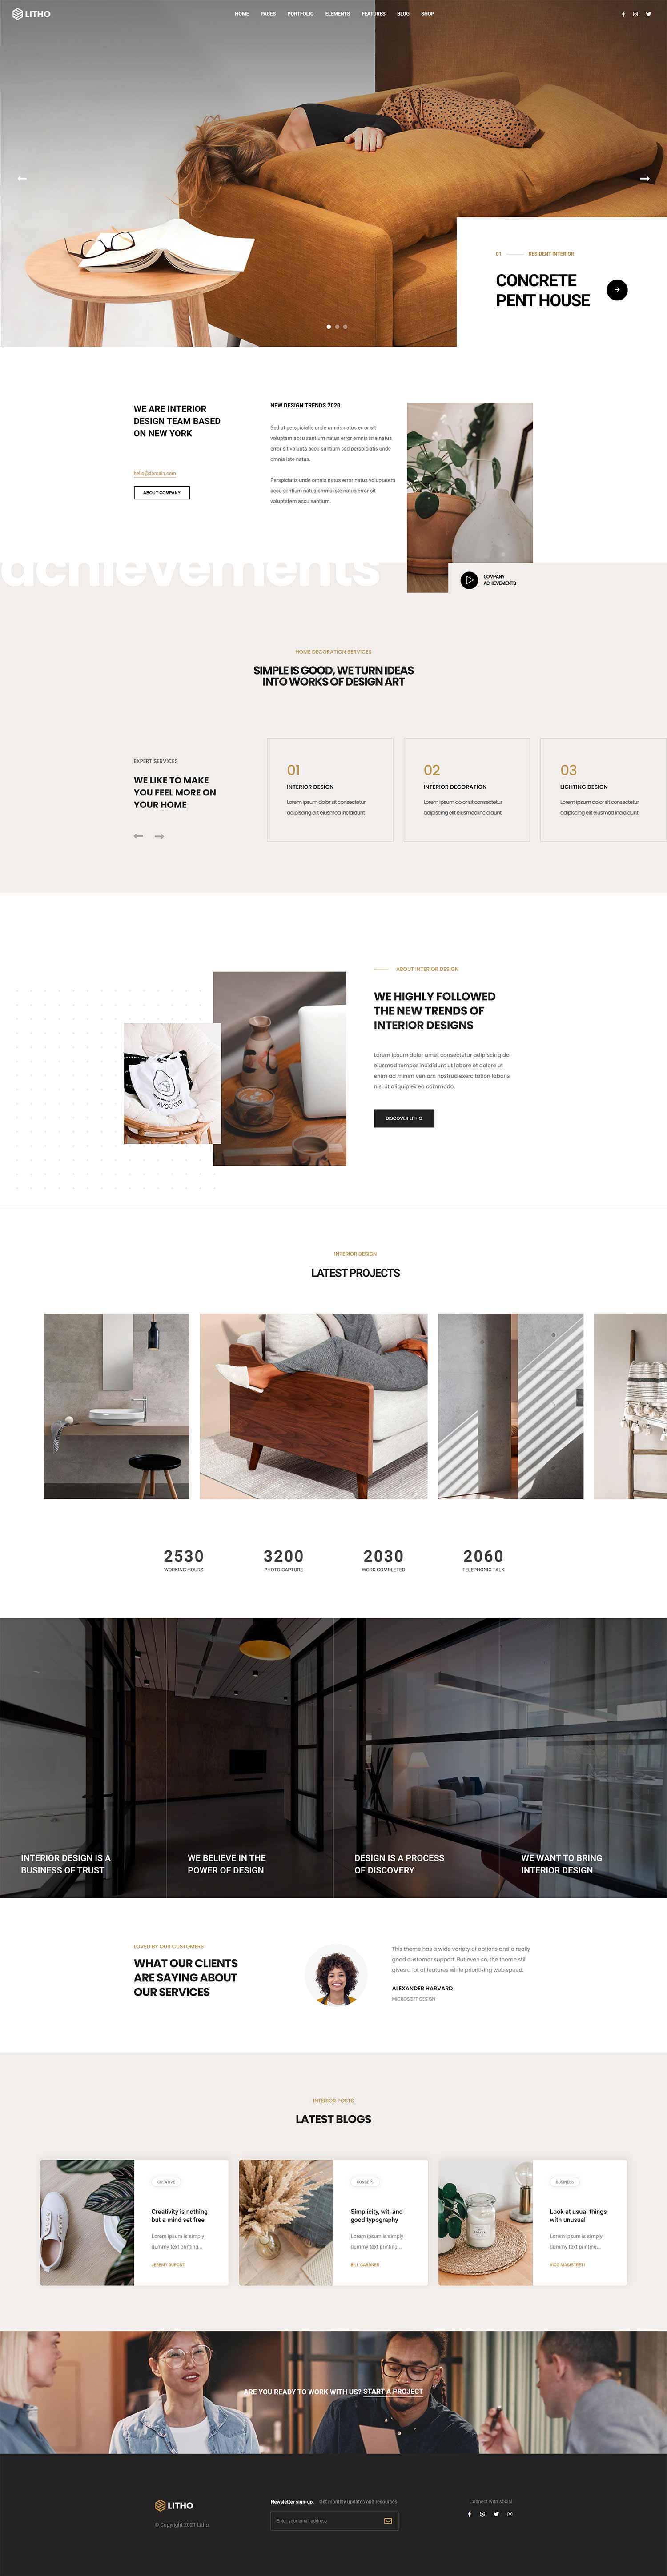 LITHO
HOME PAGES PORTFOLIO ELEMENTS FEATURES BLOG SHOP
01 RESIDENT INTERIOR
CONCRETE
PENT HOUSE
WE ARE INTERIOR
DESIGN TEAM BASED
ON NEW YORK
hello@domain.com
ABOUT COMPANY
NEW DESIGN TRENDS 2020
Sed ut perspiciatis unde omnis natus error sit
voluptam accu santium natus error omnis iste natus
error sit volupta accu santium sed perspiciatis unde
omnis iste natus.
Perspiciatis unde omnis natus error natus voluptatem
accu santium natus omnis iste natus error sit
voluptatem accu santium.
COMPANY
ACHIEVEMENTS
achievements
HOME DECORATION SERVICES
SIMPLE IS GOOD, WE TURN IDEAS
INTO WORKS OF DESIGN ART
EXPERT SERVICES
WE LIKE TO MAKE
YOU FEEL MORE ON
YOUR HOME
01
INTERIOR DESIGN
Lorem ipsum dolor sit consectetur
adipiscing elit eiusmod incididunt
02
INTERIOR DECORATION
Lorem ipsum dolor sit consectetur
adipiscing elit eiusmod incididunt
03
LIGHTING DESIGN
Lorem ipsum dolor sit consectetur
adipiscing elit eiusmod incididunt
AVOCATO
ABOUT INTERIOR DESIGN
WE HIGHLY FOLLOWED
THE NEW TRENDS OF
INTERIOR DESIGNS
Lorem ipsum dolor amet consectetur adipiscing do
eiusmod tempor incididunt ut labore et dolore ut
enim ad minim veniam nostrud exercitation laboris
nisi ut aliquip ex ea commodo.
DISCOVER LITHO
INTERIOR DESIGN
LATEST PROJECTS
2530
WORKING HOURS
3200
PHOTO CAPTURE
2030
WORK COMPLETED
2060
TELEPHONIC TALK
INTERIOR DESIGN IS A
BUSINESS OF TRUST
WE BELIEVE IN THE
POWER OF DESIGN
DESIGN IS A PROCESS
OF DISCOVERY
WE WANT TO BRING
INTERIOR DESIGN
LOVED BY OUR CUSTOMERS
WHAT OUR CLIENTS
ARE SAYING ABOUT
OUR SERVICES
This theme has a wide variety of options and a really
good customer support. But even so, the theme still
gives a lot of features while prioritizing web speed.
ALEXANDER HARVARD
MICROSOFT DESIGN
INTERIOR POSTS
LATEST BLOGS
CREATIVE
Creativity is nothing
but a mind set free
Lorem ipsum is simply
dummy text printing...
JEREMY DUPONT
CONCEPT
Simplicity, wit, and
good typography
Lorem ipsum is simply
dummy text printing...
BILL GARDNER
BUSINESS
Look at usual things
with unusual
Lorem ipsum is simply
dummy text printing...
VICO MAGISTRETI
ARE YOU READY TO WORK WITH US? START A PROJECT
LITHO
© Copyright 2021 Litho
Newsletter sign-up. Get monthly updates and resources.
Enter your email address
Connect with social